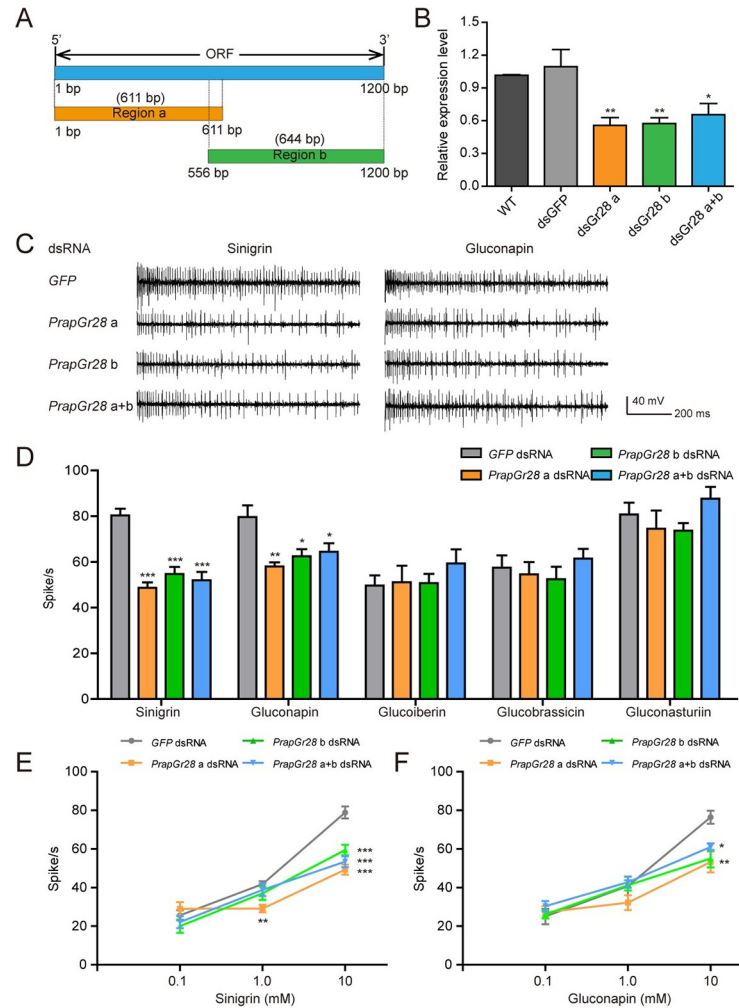 A
5’
3’
ORF
1 bp
1200 bp
(611 bp)
Region a
1 bp
611 bp
(644 bp)
Region b
556 bp
1200 bp
B
Relative expression level
1.5
1.2
0.9
0.6
0.3
0.0
**
**
*
WT
dsGFP
dsGr28 a
dsGr28 b
dsGr28 a+b
C
dsRNA
Sinigrin
Gluconapin
GFP
PrapGr28 a
PrapGr28 b
PrapGr28 a+b
40 mV
200 ms
D
GFP dsRNA
PrapGr28 b dsRNA
PrapGr28 a dsRNA
PrapGr28 a+b dsRNA
Spike/s
100
80
60
40
20
0
***
***
***
**
*
*
Sinigrin
Gluconapin
Glucoiberin
Glucobrassicin
Gluconasturiin
E
GFP dsRNA
PrapGr28 b dsRNA
PrapGr28 a dsRNA
PrapGr28 a+b dsRNA
Spike/s
100
80
60
40
20
0
***
***
***
**
0.1
1.0
10
Sinigrin (mM)
F
GFP dsRNA
PrapGr28 b dsRNA
PrapGr28 a dsRNA
PrapGr28 a+b dsRNA
Spike/s
100
80
60
40
20
0
*
**
0.1
1.0
10
Gluconapin (mM)